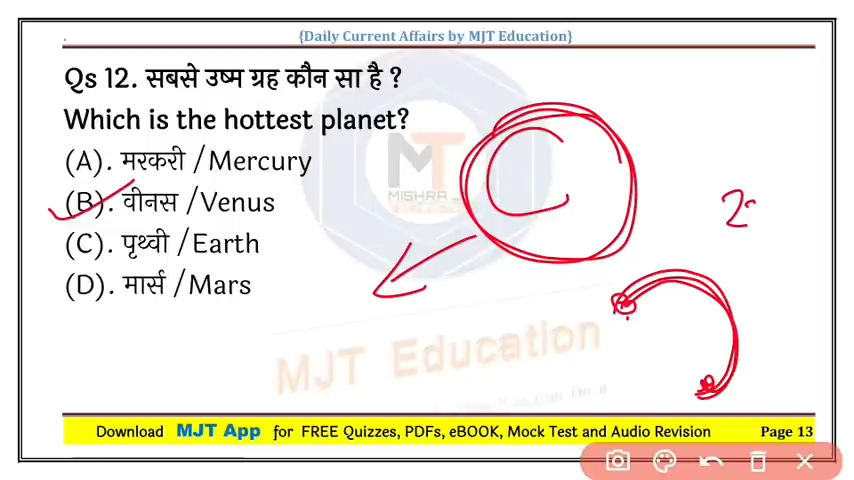 {Daily Current Affairs by MJT Education}
Qs 12. सबसे उष्म ग्रह कौन सा है ?
Which is the hottest planet?
(A). मरकरी /Mercury
(B). वीनस /Venus
(C). पृथ्वी /Earth
(D). मार्स /Mars
MT
MISHRA
MJT Education
Download MJT App for FREE Quizzes, PDFs, eBOOK, Mock Test and Audio Revision Page 13